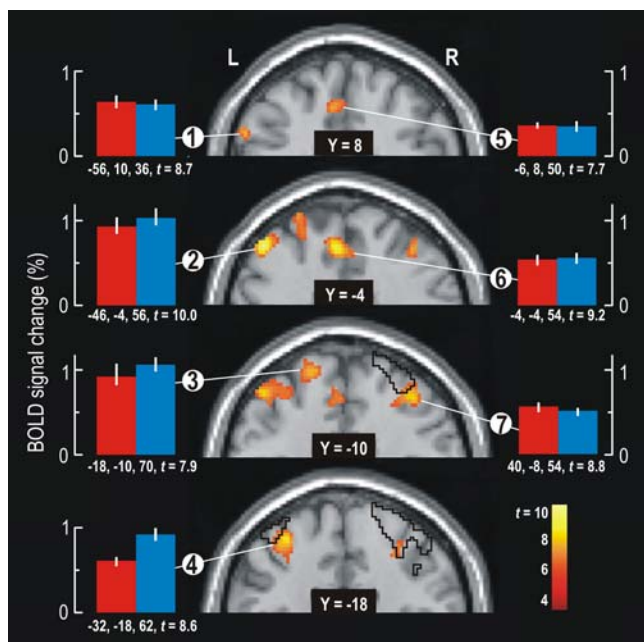 L R
1
0
1
Y = 8
5
1
0
-56, 10, 36, t = 8.7
-6, 8, 50, t = 7.7
BOLD signal change (%)
1
0
2
Y = -4
6
1
0
-46, -4, 56, t = 10.0
-4, -4, 54, t = 9.2
1
0
3
Y = -10
7
1
0
-18, -10, 70, t = 7.9
40, -8, 54, t = 8.8
1
0
4
Y = -18
t = 10
8
6
4
-32, -18, 62, t = 8.6